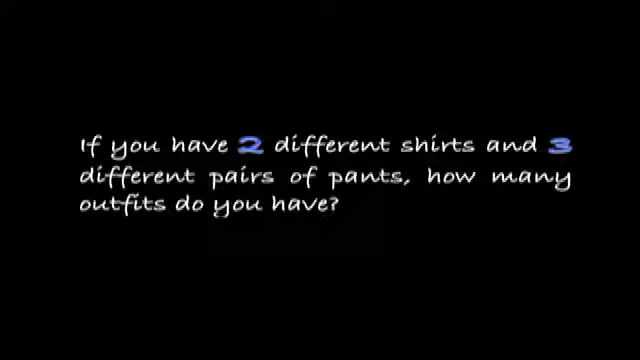 If you have 2 different shirts and 3
different pairs of pants, how many
outfits do you have?